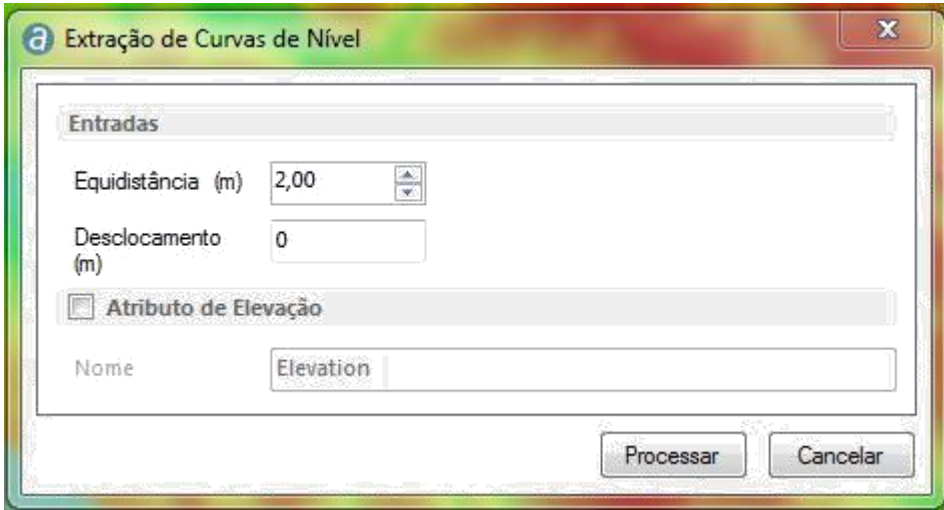 Extração de Curvas de Nível
Entradas
Equidistância (m) 2,00
Desclocamento 0
(m)
Atributo de Elevação
Nome Elevation
Processar Cancelar